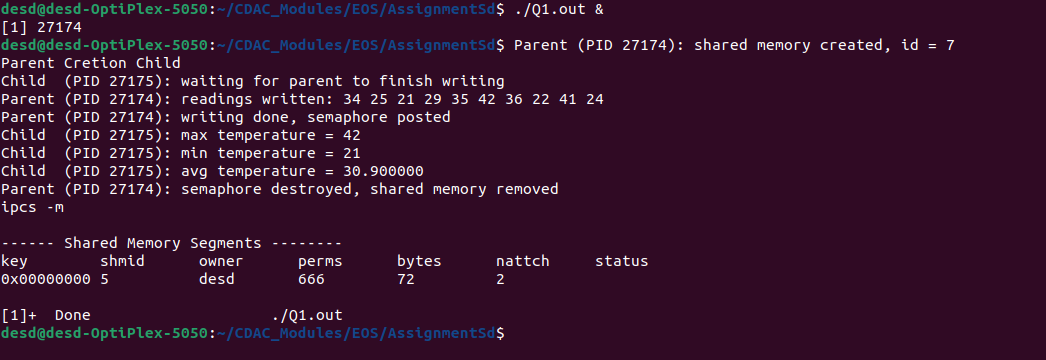 desd@desd-OptiPlex-5050:~/CDAC_Modules/EOS/AssignmentSd$ ./Q1.out &
[1] 27174
desd@desd-OptiPlex-5050:~/CDAC_Modules/EOS/AssignmentSd$ Parent (PID 27174): shared memory created, id = 7
Parent Cretion Child
Child  (PID 27175): waiting for parent to finish writing
Parent (PID 27174): readings written: 34 25 21 29 35 42 36 22 41 24
Parent (PID 27174): writing done, semaphore posted
Child  (PID 27175): max temperature = 42
Child  (PID 27175): min temperature = 21
Child  (PID 27175): avg temperature = 30.900000
Parent (PID 27174): semaphore destroyed, shared memory removed
ipcs -m
------ Shared Memory Segments --------
key        shmid      owner      perms      bytes      nattch     status
0x00000000 5          desd       666        72         2
[1]+  Done                    ./Q1.out
desd@desd-OptiPlex-5050:~/CDAC_Modules/EOS/AssignmentSd$